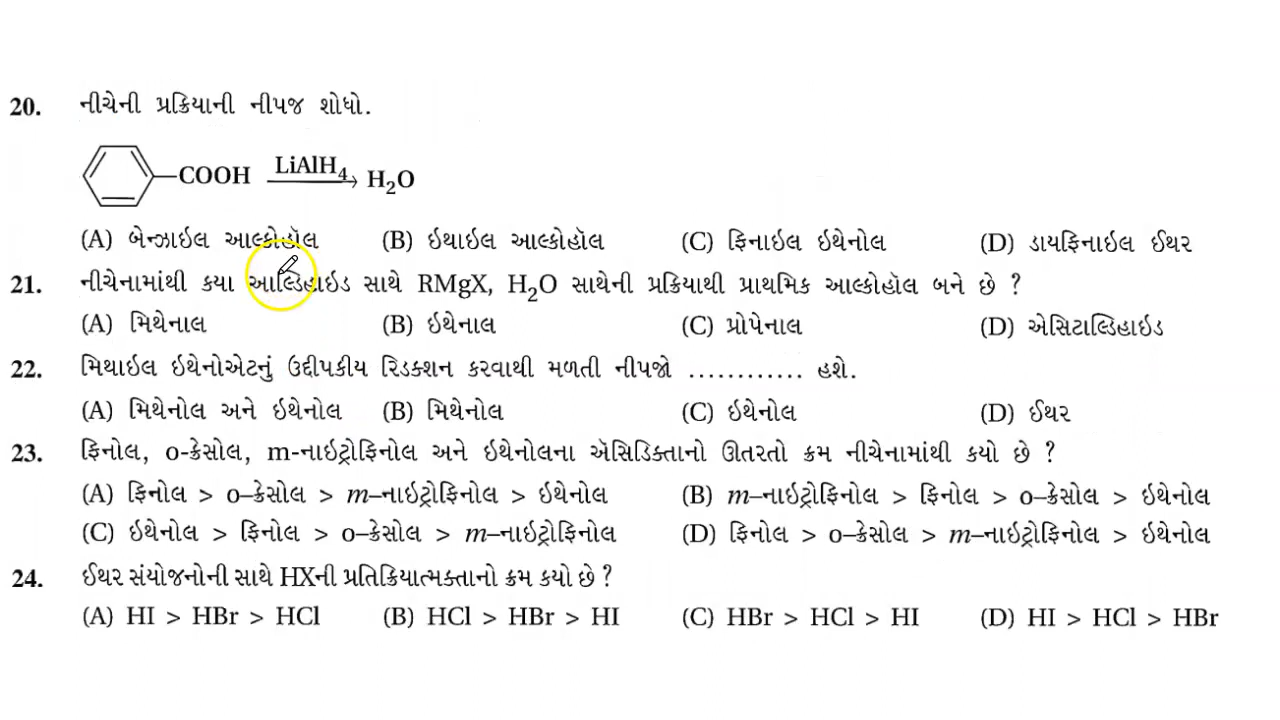 20. નીચેની પ્રક્રિયાની નીપજ શોધો.
COOH LiAlH4 → H2O
(A) બેન્ઝાઇલ આલ્કોહૉલ (B) ઇથાઇલ આલ્કોહૉલ (C) ફિનાઇલ ઇથેનોલ (D) ડાયફિનાઇલ ઈથર
21. નીચેનામાંથી કયા આલ્ડિહાઇડ સાથે RMgX, H2O સાથેની પ્રક્રિયાથી પ્રાથમિક આલ્કોહૉલ બને છે ?
(A) મિથેનાલ (B) ઇથેનાલ (C) પ્રોપેનાલ (D) એસિટાલ્ડિહાઇડ
22. મિથાઇલ ઇથેનોએટનું ઉદ્દીપકીય રિડક્શન કરવાથી મળતી નીપજો ............ હશે.
(A) મિથેનોલ અને ઇથેનોલ (B) મિથેનોલ (C) ઇથેનોલ (D) ઈથર
23. ફિનોલ, o-ક્રેસોલ, m-નાઇટ્રોફિનોલ અને ઇથેનોલના ઍસિડિક્તાનો ઊતરતો ક્રમ નીચેનામાંથી કયો છે ?
(A) ફિનોલ > o–ક્રેસોલ > m–નાઇટ્રોફિનોલ > ઇથેનોલ (B) m–નાઇટ્રોફિનોલ > ફિનોલ > o–ક્રેસોલ > ઇથેનોલ
(C) ઇથેનોલ > ફિનોલ > o–ક્રેસોલ > m–નાઇટ્રોફિનોલ (D) ફિનોલ > o–ક્રેસોલ > m–નાઇટ્રોફિનોલ > ઇથેનોલ
24. ઈથર સંયોજનોની સાથે HXની પ્રતિક્રિયાત્મક્તાનો ક્રમ કયો છે ?
(A) HI > HBr > HCl (B) HCl > HBr > HI (C) HBr > HCl > HI (D) HI > HCl > HBr